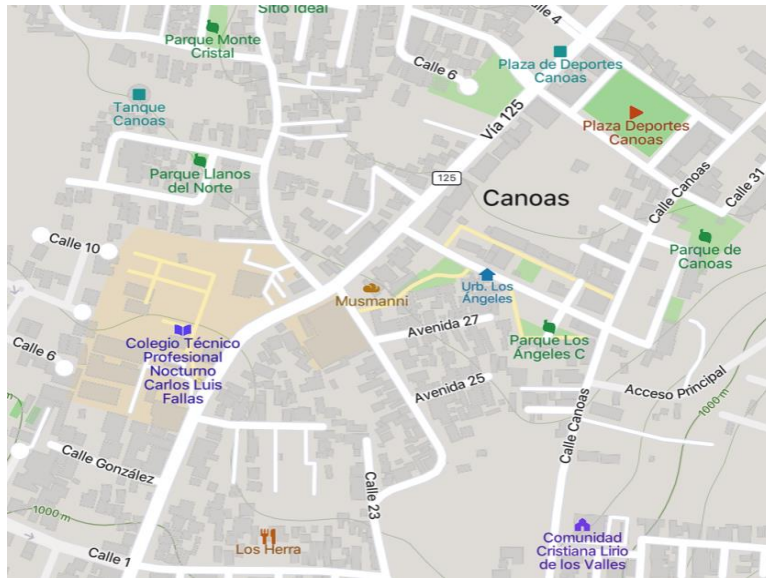 Sitio Ideal
Parque Monte
Cristal
Calle 4
Calle 6
Plaza de Deportes
Canoas
Tanque
Canoas
Vía 125
Plaza Deportes
Canoas
Parque Llanos
del Norte
125
Canoas
Calle Canoas
Calle 31
Calle 10
Parque de
Canoas
Musmanni
Urb. Los
Ángeles
Avenida 27
Parque Los
Ángeles C
Calle 6
Colegio Técnico
Profesional
Nocturno
Carlos Luis
Fallas
Avenida 25
Acceso Principal
1000 m
Calle Canoas
Calle González
Calle 23
1000 m
Los Herra
Comunidad
Cristiana Lirio
de los Valles
Calle 1